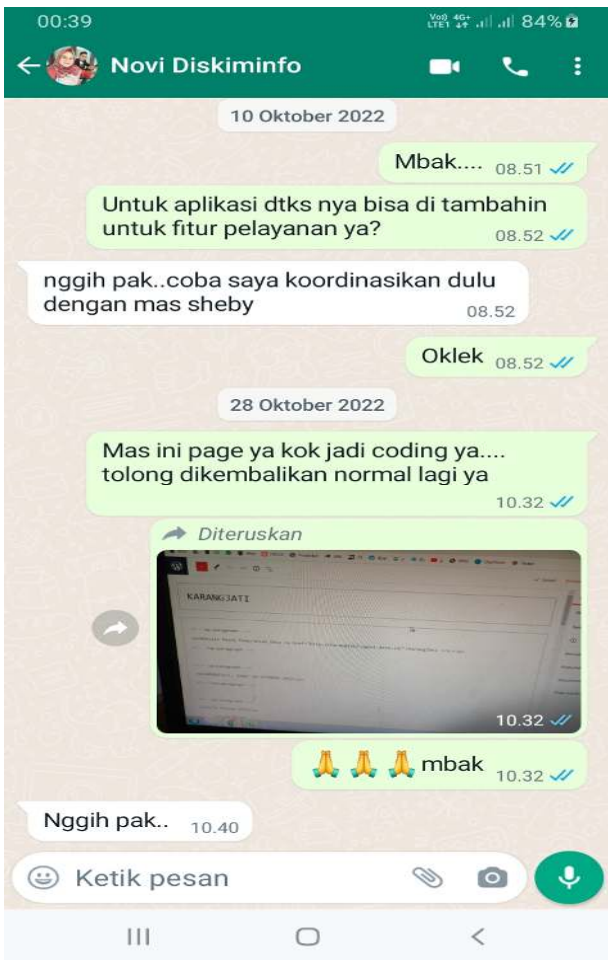 00:39
Vo)) 4G+ 84%
LTE1
Novi Diskiminfo
10 Oktober 2022
Mbak.... 08.51
Untuk aplikasi dtks nya bisa di tambahin
untuk fitur pelayanan ya? 08.52
nggih pak..coba saya koordinasikan dulu
dengan mas sheby 08.52
Oklek 08.52
28 Oktober 2022
Mas ini page ya kok jadi coding ya....
tolong dikembalikan normal lagi ya
10.32
Diteruskan
KARANGJATI
10.32
mbak 10.32
Nggih pak.. 10.40
Ketik pesan